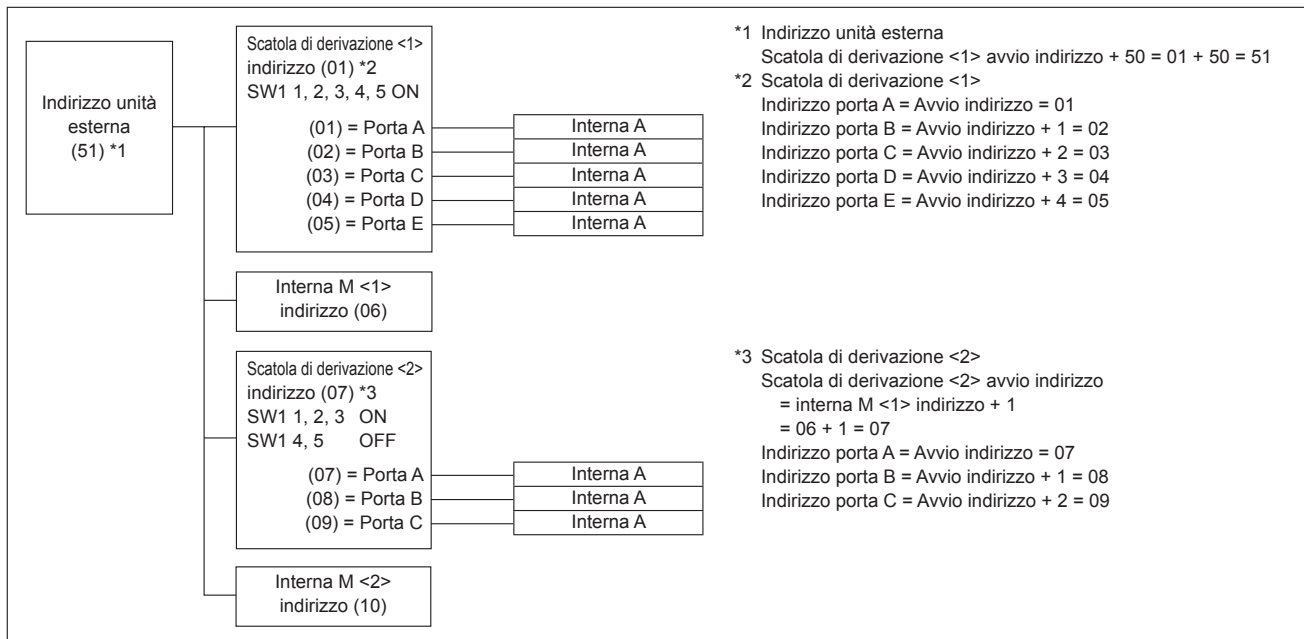 Indirizzo unità
esterna
(51) *1
Scatola di derivazione <1>
indirizzo (01) *2
SW1 1, 2, 3, 4, 5 ON
(01) = Porta A
(02) = Porta B
(03) = Porta C
(04) = Porta D
(05) = Porta E
Interna A
Interna A
Interna A
Interna A
Interna A
Interna M <1>
indirizzo (06)
Scatola di derivazione <2>
indirizzo (07) *3
SW1 1, 2, 3 ON
SW1 4, 5 OFF
(07) = Porta A
(08) = Porta B
(09) = Porta C
Interna A
Interna A
Interna A
Interna M <2>
indirizzo (10)
*1 Indirizzo unità esterna
Scatola di derivazione <1> avvio indirizzo + 50 = 01 + 50 = 51
*2 Scatola di derivazione <1>
Indirizzo porta A = Avvio indirizzo = 01
Indirizzo porta B = Avvio indirizzo + 1 = 02
Indirizzo porta C = Avvio indirizzo + 2 = 03
Indirizzo porta D = Avvio indirizzo + 3 = 04
Indirizzo porta E = Avvio indirizzo + 4 = 05
*3 Scatola di derivazione <2>
Scatola di derivazione <2> avvio indirizzo
= interna M <1> indirizzo + 1
= 06 + 1 = 07
Indirizzo porta A = Avvio indirizzo = 07
Indirizzo porta B = Avvio indirizzo + 1 = 08
Indirizzo porta C = Avvio indirizzo + 2 = 09